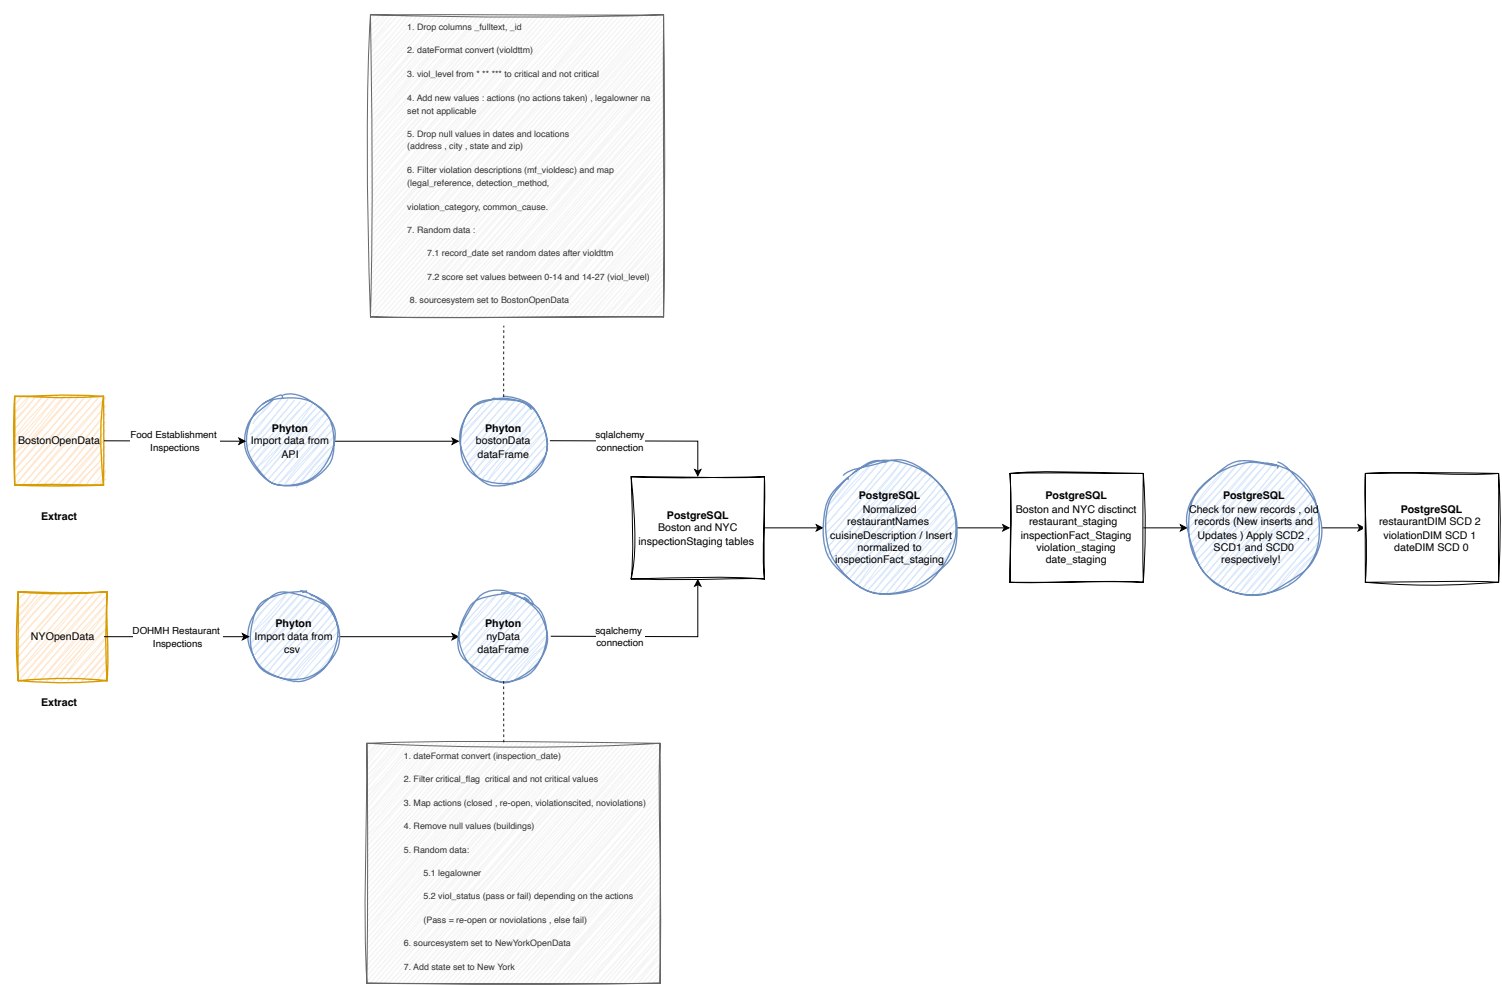 1. Drop columns _fulltext, _id
2. dateFormat convert (violdttm)
3. viol_level from * ** *** to critical and not critical
4. Add new values : actions (no actions taken) , legalowner na
set not applicable
5. Drop null values in dates and locations
(address , city , state and zip)
6. Filter violation descriptions (mf_violdesc) and map
(legal_reference, detection_method,
violation_category, common_cause.
7. Random data :
7.1 record_date set random dates after violdttm
7.2 score set values between 0-14 and 14-27 (viol_level)
8. sourcesystem set to BostonOpenData
BostonOpenData
Extract
Food Establishment
Inspections
Phyton
Import data from
API
Phyton
bostonData
dataFrame
sqlalchemy
connection
NYOpenData
Extract
DOHMH Restaurant
Inspections
Phyton
Import data from
csv
Phyton
nyData
dataFrame
sqalchemy
connection
PostgreSQL
Boston and NYC
inspectionStaging tables
PostgreSQL
Normalized
restaurantNames
cuisineDescription / Insert
normalized to
inspectionFact_staging
PostgreSQL
Boston and NYC disctinct
restaurant_staging
inspectionFact_Staging
violation_staging
date_staging
PostgreSQL
Check for new records , old
records (New inserts and
Updates ) Apply SCD2 ,
SCD1 and SCD0
respectively!
PostgreSQL
restaurantDIM SCD 2
violationDIM SCD 1
dateDIM SCD 0
1. dateFormat convert (inspection_date)
2. Filter critical_flag  critical and not critical values
3. Map actions (closed , re-open, violationscited, noviolations)
4. Remove null values (buildings)
5. Random data:
5.1 legalowner
5.2 viol_status (pass or fail) depending on the actions
(Pass = re-open or noviolations , else fail)
6. sourcesystem set to NewYorkOpenData
7. Add state set to New York